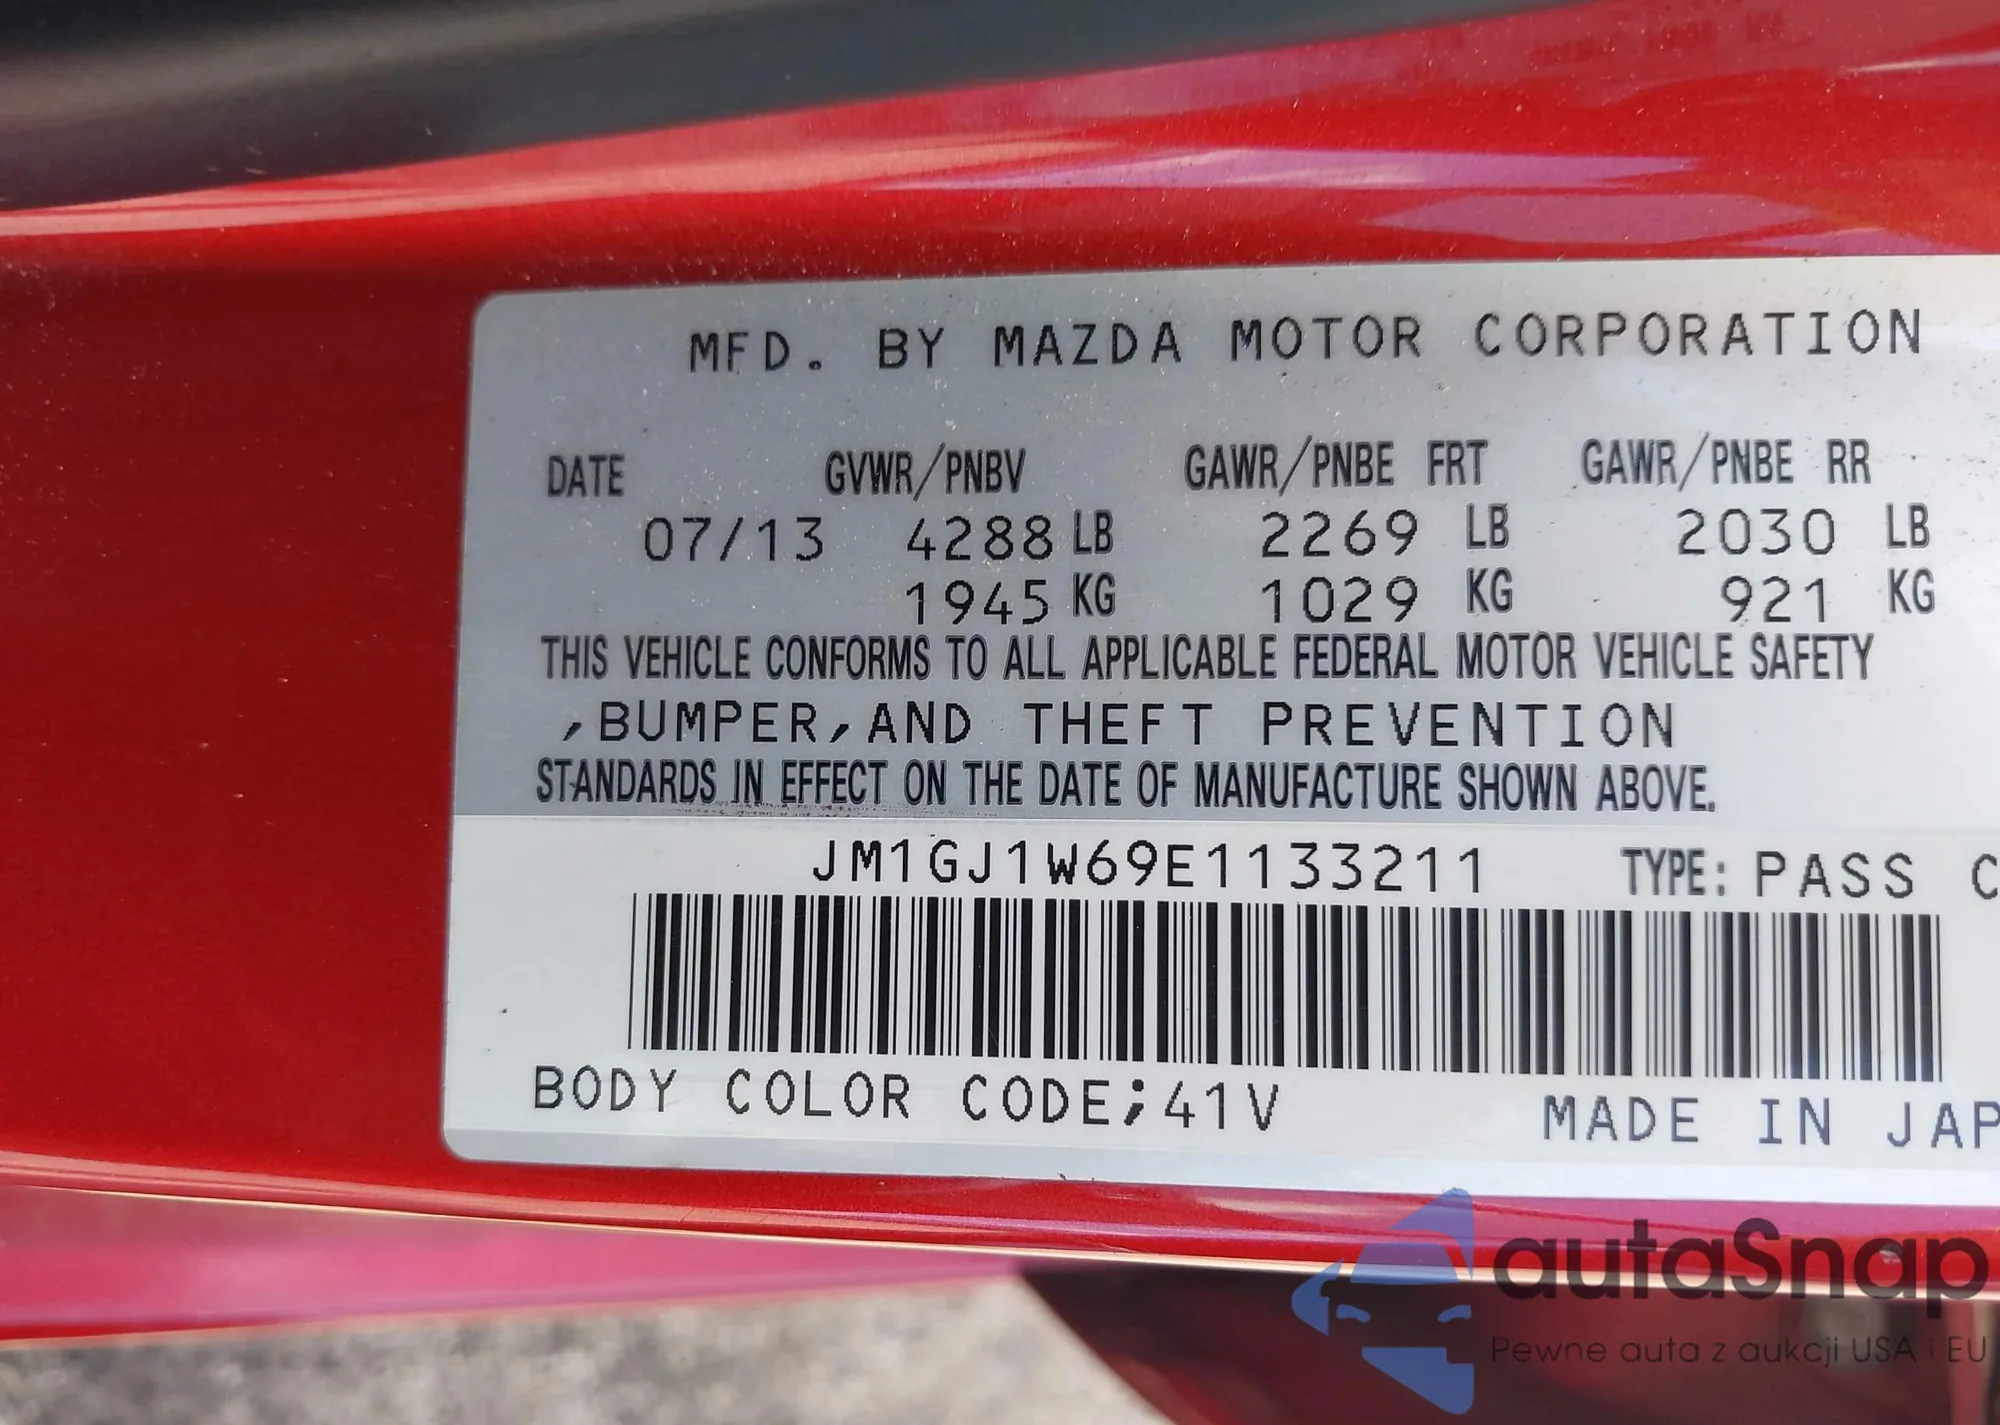 MFD. BY MAZDA MOTOR CORPORATION
DATE GVWR/PNBV GAWR/PNBE FRT GAWR/PNBE RR
07/13 4288 LB 2269 LB 2030 LB
1945 KG 1029 KG 921 KG
THIS VEHICLE CONFORMS TO ALL APPLICABLE FEDERAL MOTOR VEHICLE SAFETY
,BUMPER,AND THEFT PREVENTION
STANDARDS IN EFFECT ON THE DATE OF MANUFACTURE SHOWN ABOVE.
JM1GJ1W69E1133211 TYPE: PASS C
BODY COLOR CODE;41V MADE IN JAP
autaSnap
Pewne auta z aukcji USA i EU